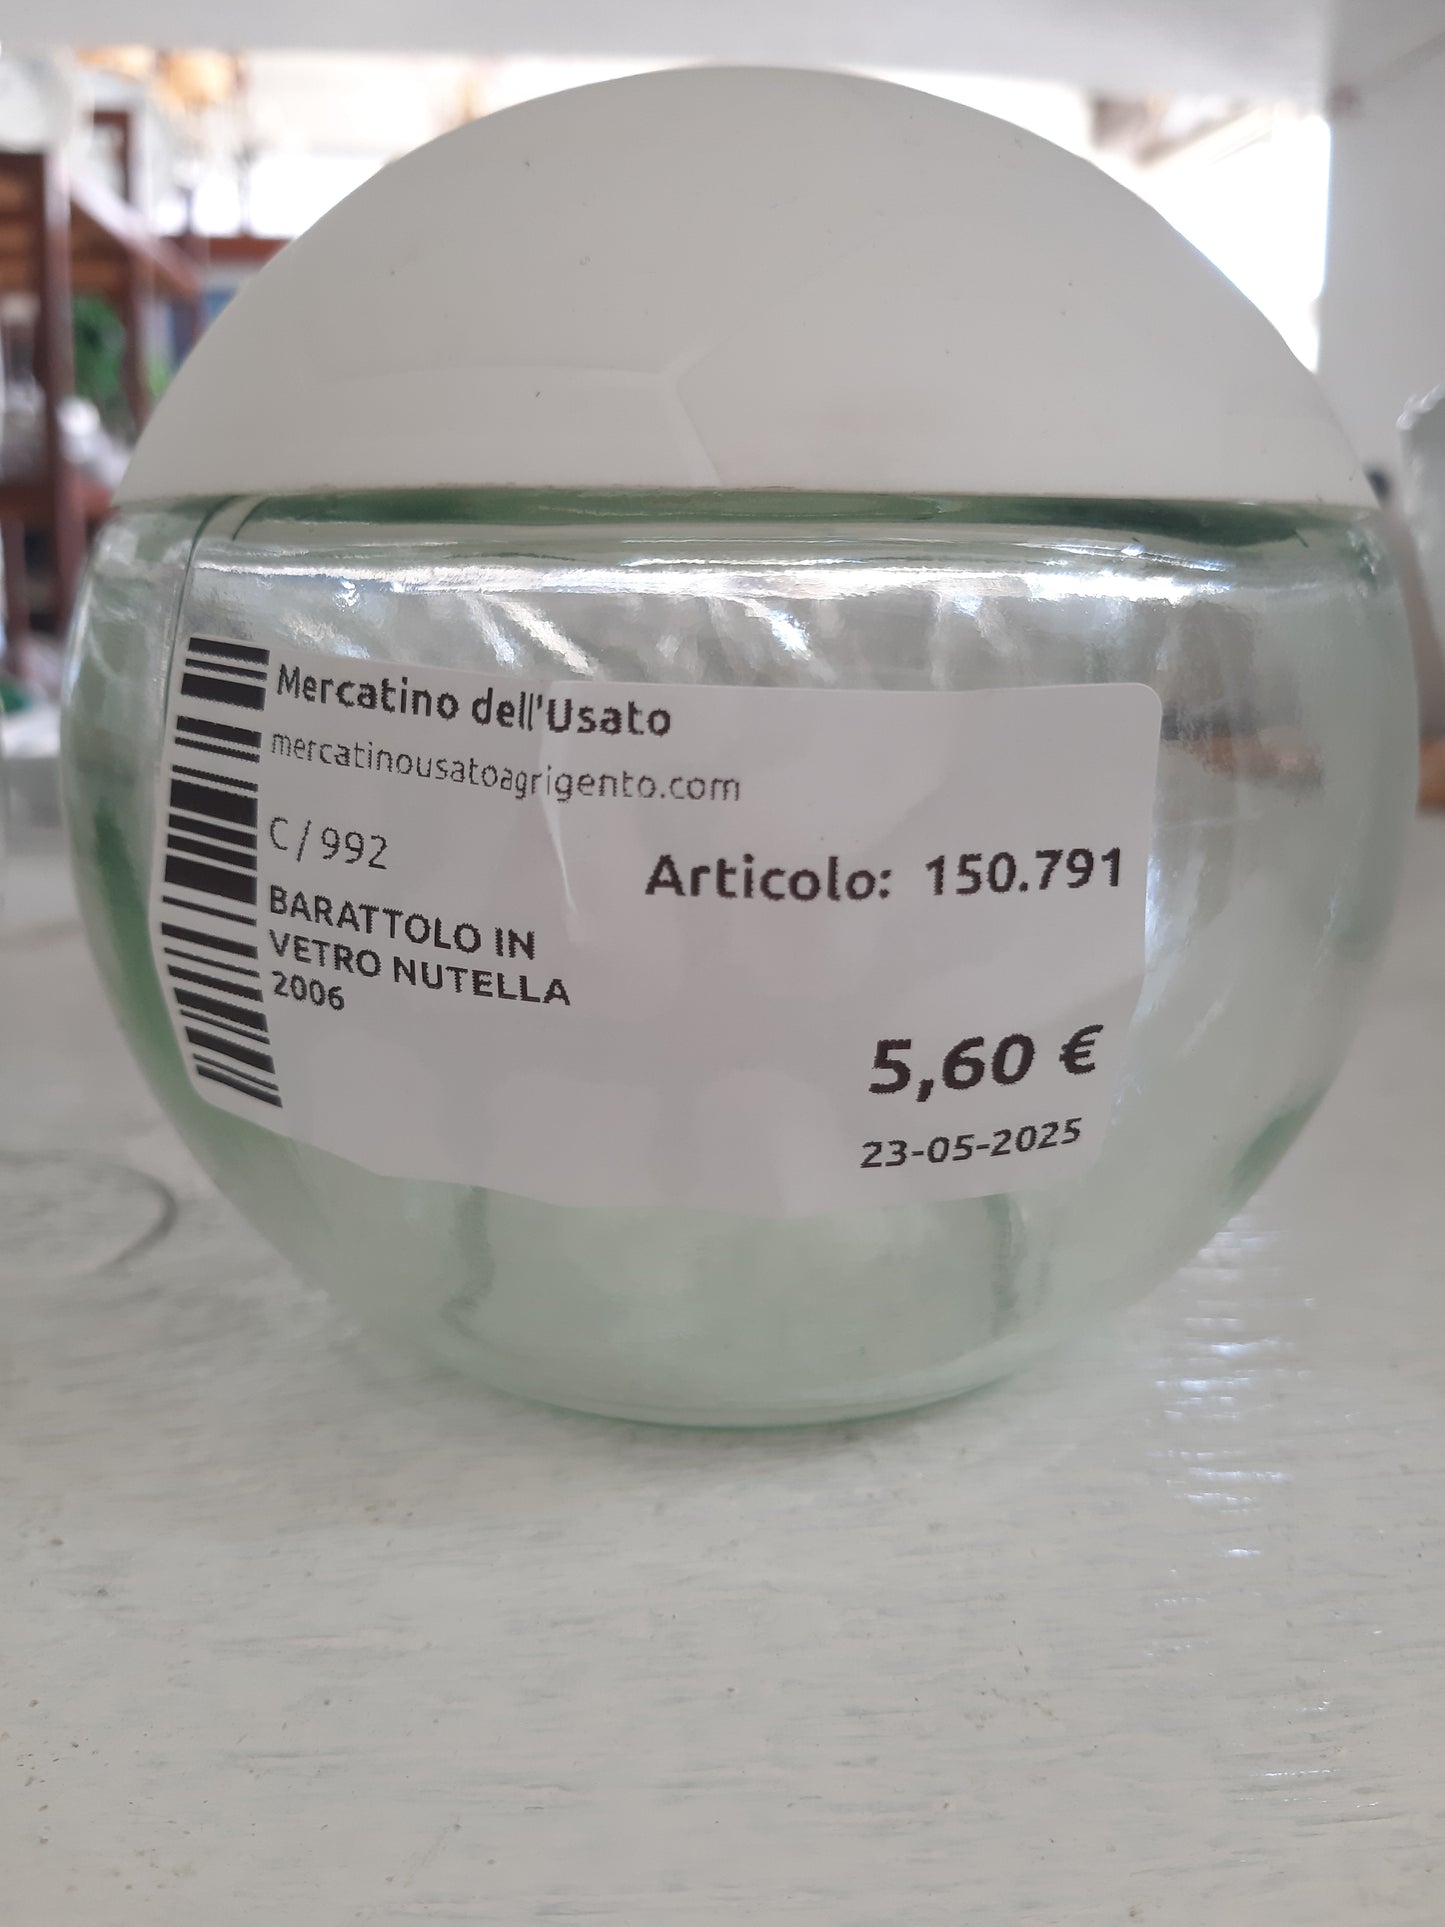 Mercatino dell'Usato
mercatinousatoagrigento.com
C/992
Articolo: 150.791
BARATTOLO IN
VETRO NUTELLA
2006
5,60 €
23-05-2025